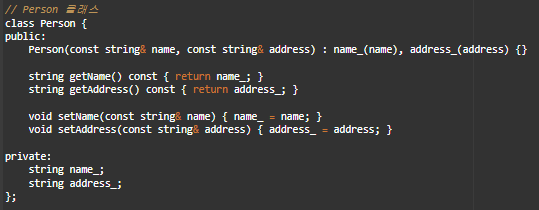 // Person 클래스
class Person {
public:
    Person(const string& name, const string& address) : name_(name), address_(address) {}

    string getName() const { return name_; }
    string getAddress() const { return address_; }

    void setName(const string& name) { name_ = name; }
    void setAddress(const string& address) { address_ = address; }

private:
    string name_;
    string address_;
};